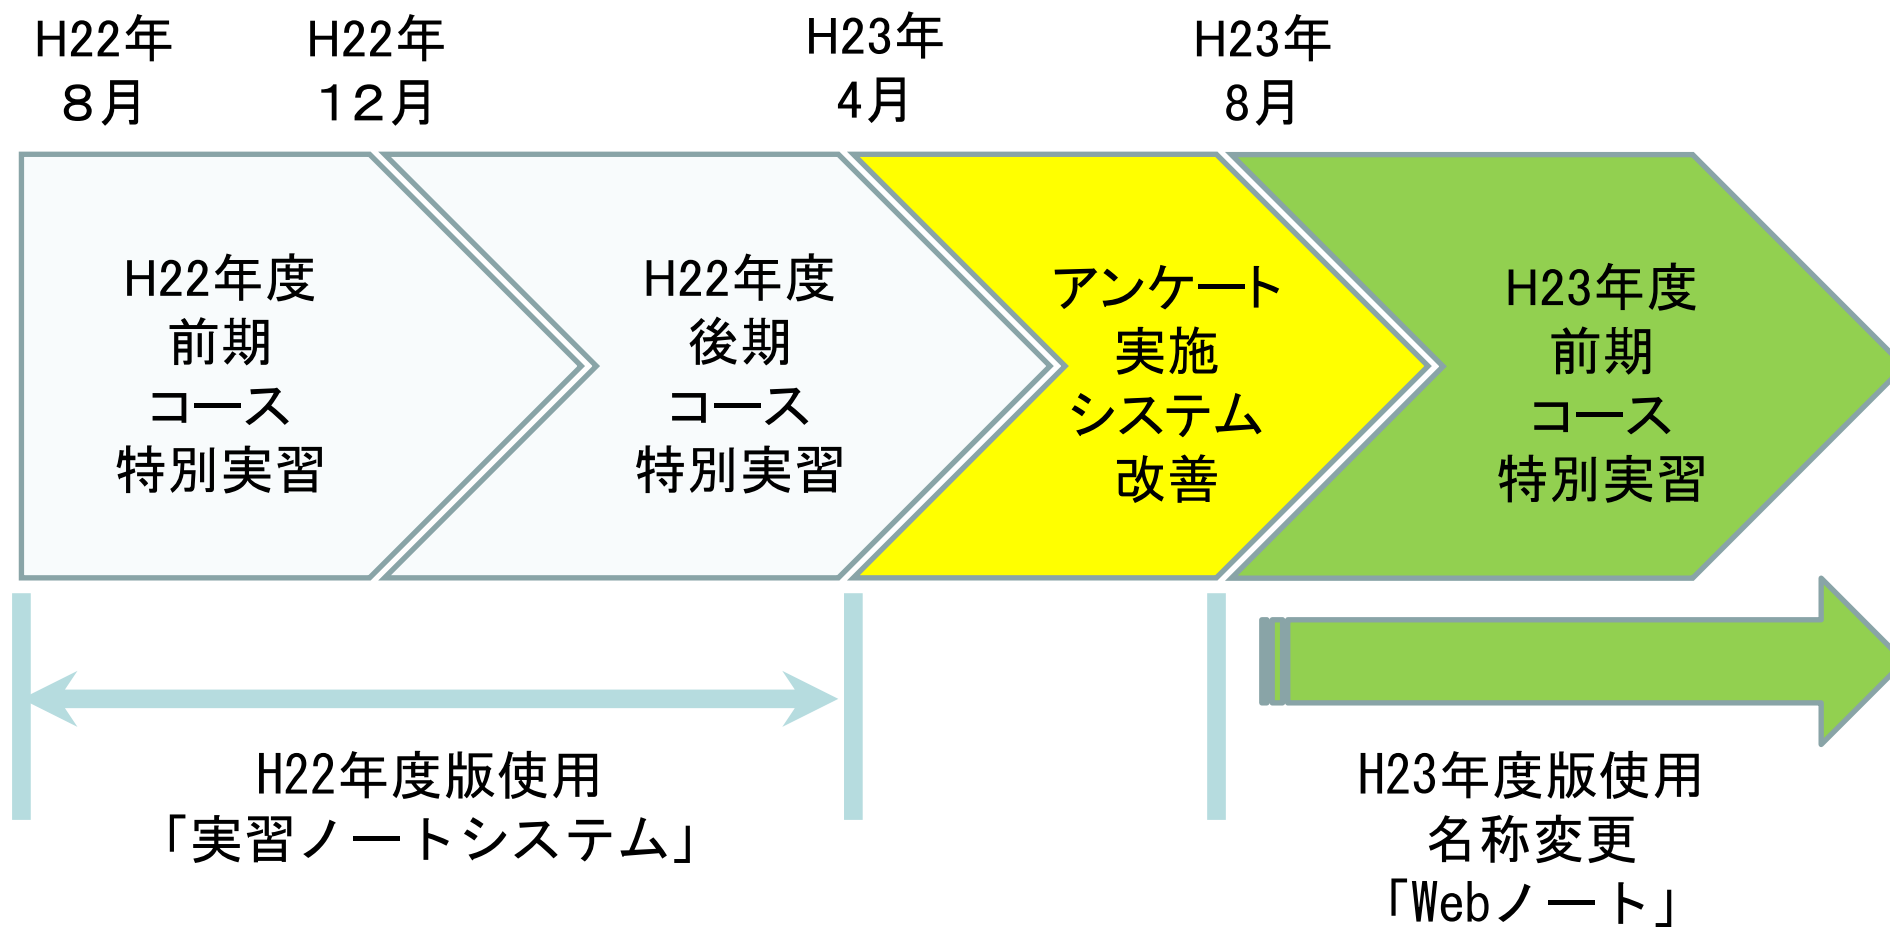 H22年
８月
H22年
１２月
H23年
4月
H23年
8月
H22年度
前期
コース
特別実習
H22年度
後期
コース
特別実習
アンケート
実施
システム
改善
H23年度
前期
コース
特別実習
H22年度版使用
「実習ノートシステム」
H23年度版使用
名称変更
「Webノート」